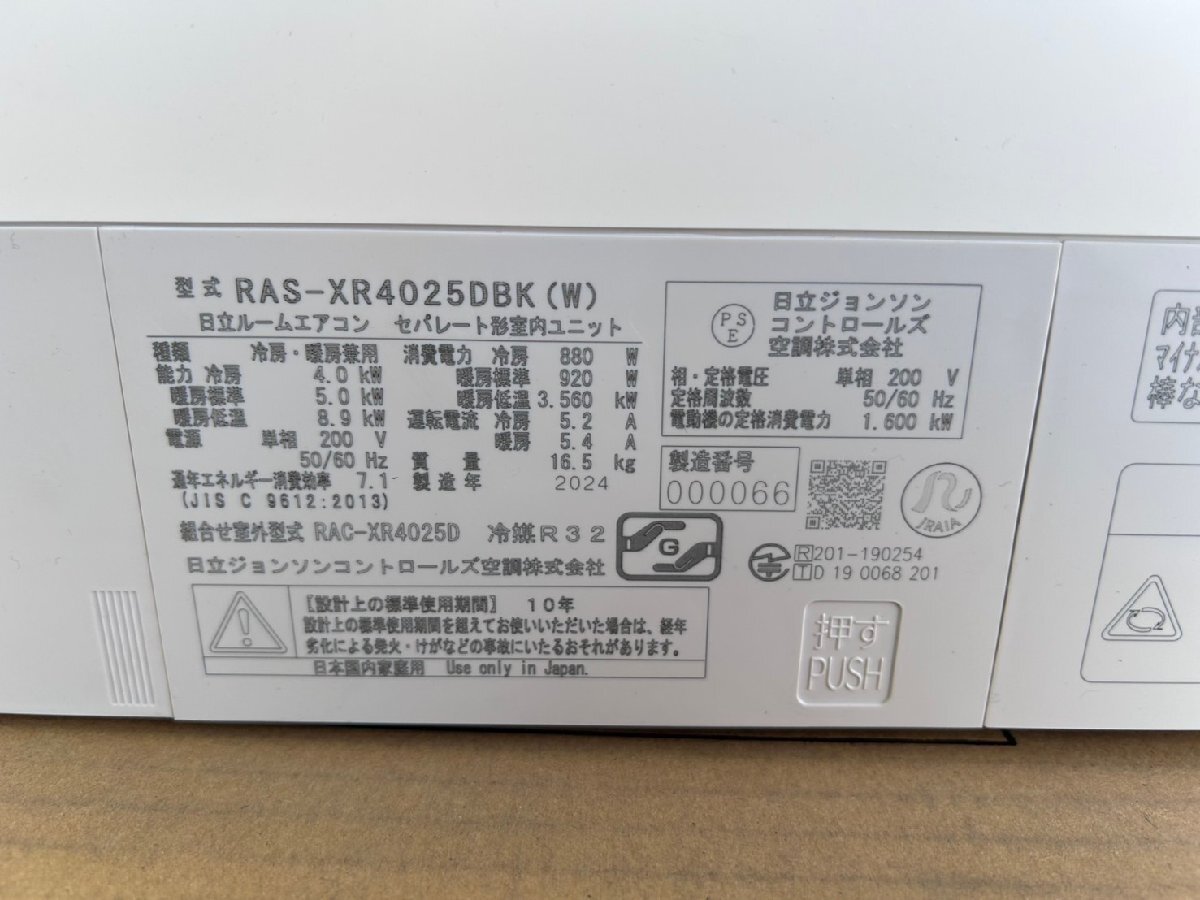 型式 RAS-XR4025DBK(W)
日立ルームエアコン セパレート形室内ユニット
種類 冷房・暖房兼用
能力 冷房 4.0 kW
暖房標準 5.0 kW
暖房低温 8.9 kW
電源 単相 200 V
50/60 Hz
通年エネルギー消費効率 7.1
(JIS C 9612:2013)
消費電力 冷房 880 W
暖房標準 920 W
暖房低温 3.560 kW
運転電流 冷房 5.2 A
暖房 5.4 A
質量 16.5 kg
製造年 2024
組合せ室外型式 RAC-XR4025D 冷媒R32
日立ジョンソンコントロールズ空調株式会社
G
[設計上の標準使用期間] 10年
設計上の標準使用期間を超えてお使いいただいた場合は、経年
劣化による発火・けがなどの事故にいたるおそれがあります。
日本国内家庭用 Use only in Japan.
PSE
日立ジョンソン
コントロールズ
空調株式会社
相・定格電圧 単相 200 V
定格周波数 50/60 Hz
電動機の定格消費電力 1.600 kW
製造番号
000066
JRAIA
R 201-190254
T D 19 0068 201
押す
PUSH
マイナ
棒な